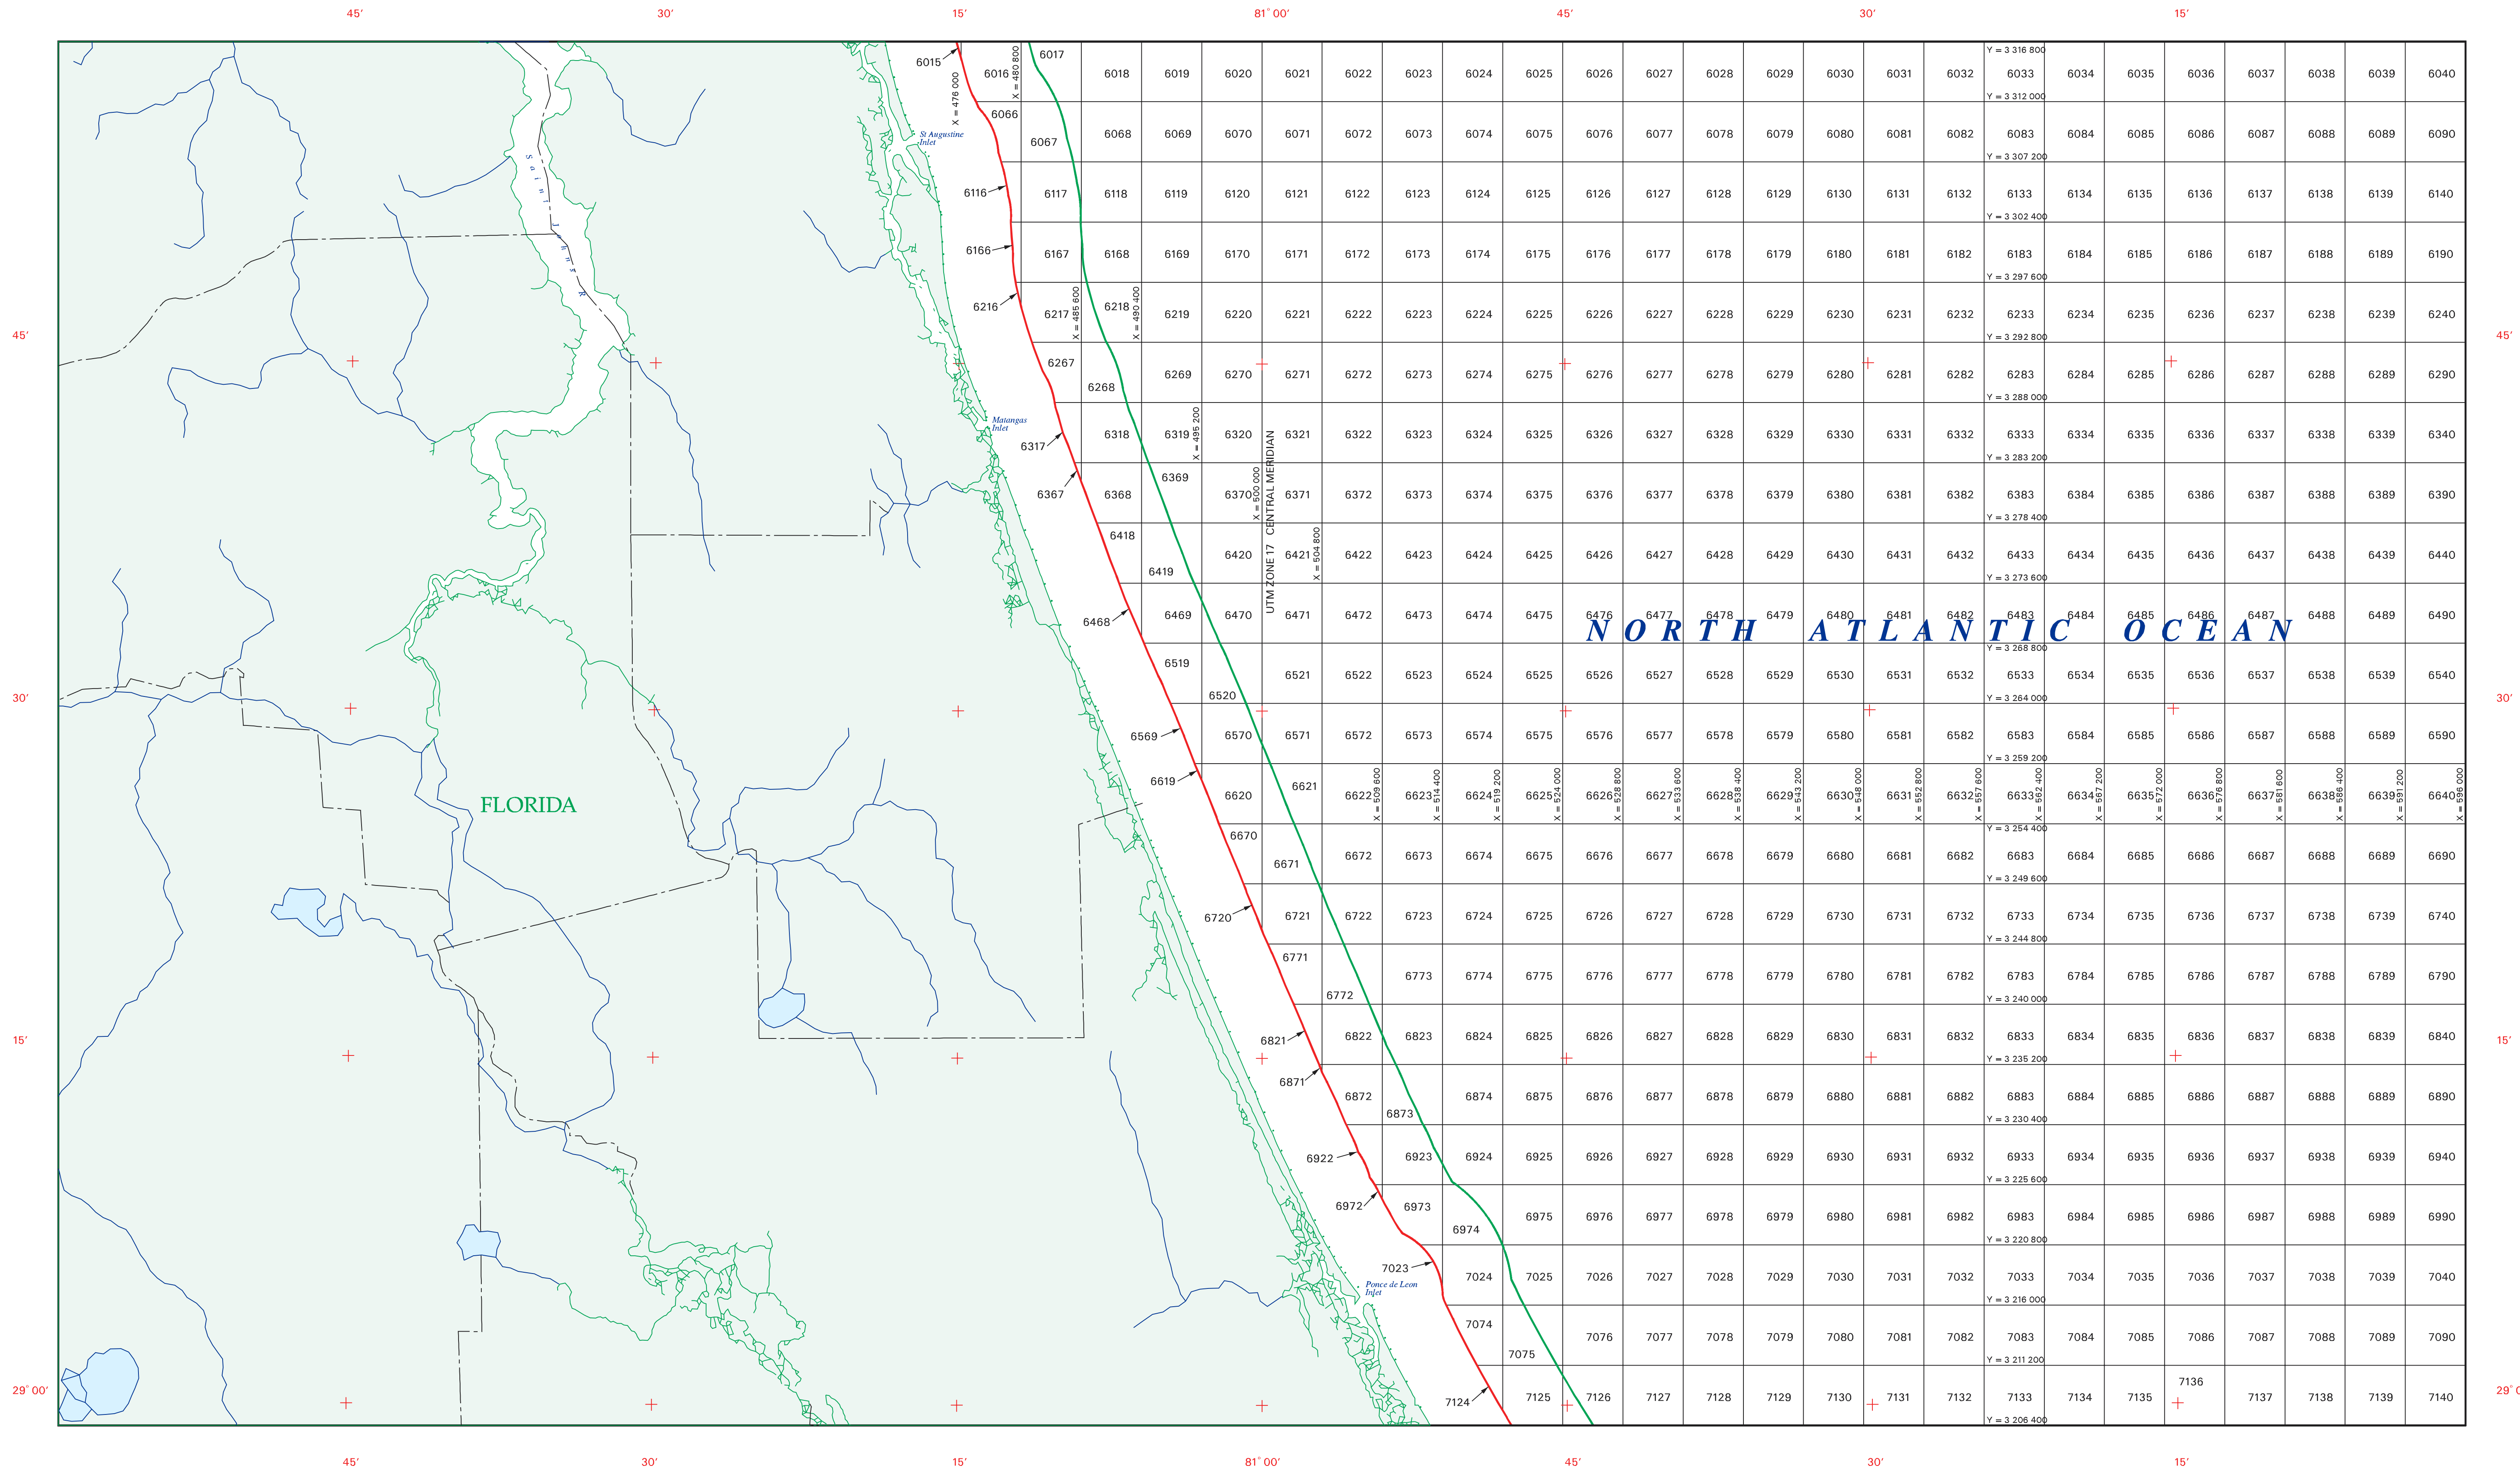 45' 30' 15' 81° 00' 45' 30' 15'
Y = 3 316 800
6015 6016 6017 6018 6019 6020 6021 6022 6023 6024 6025 6026 6027 6028 6029 6030 6031 6032 6033 6034 6035 6036 6037 6038 6039 6040
X = 476 000
X = 480 800
Y = 3 312 000
6066 6067 6068 6069 6070 6071 6072 6073 6074 6075 6076 6077 6078 6079 6080 6081 6082 6083 6084 6085 6086 6087 6088 6089 6090
St Augustine
Inlet
Y = 3 307 200
Saint Johns R
6116 6117 6118 6119 6120 6121 6122 6123 6124 6125 6126 6127 6128 6129 6130 6131 6132 6133 6134 6135 6136 6137 6138 6139 6140
Y = 3 302 400
6166 6167 6168 6169 6170 6171 6172 6173 6174 6175 6176 6177 6178 6179 6180 6181 6182 6183 6184 6185 6186 6187 6188 6189 6190
Y = 3 297 600
6216 6217 6218 6219 6220 6221 6222 6223 6224 6225 6226 6227 6228 6229 6230 6231 6232 6233 6234 6235 6236 6237 6238 6239 6240
X = 485 600
X = 490 400
45' 45'
Y = 3 292 800
6267 6268 6269 6270 6271 6272 6273 6274 6275 6276 6277 6278 6279 6280 6281 6282 6283 6284 6285 6286 6287 6288 6289 6290
Y = 3 288 000
Matangas
Inlet
6317 6318 6319 6320 6321 6322 6323 6324 6325 6326 6327 6328 6329 6330 6331 6332 6333 6334 6335 6336 6337 6338 6339 6340
X = 495 200
Y = 3 283 200
6367 6368 6369 6370 6371 6372 6373 6374 6375 6376 6377 6378 6379 6380 6381 6382 6383 6384 6385 6386 6387 6388 6389 6390
X = 500 000
UTM ZONE 17 CENTRAL MERIDIAN
Y = 3 278 400
6418 6419 6420 6421 6422 6423 6424 6425 6426 6427 6428 6429 6430 6431 6432 6433 6434 6435 6436 6437 6438 6439 6440
X = 504 800
Y = 3 273 600
6468 6469 6470 6471 6472 6473 6474 6475 6476 6477 6478 6479 6480 6481 6482 6483 6484 6485 6486 6487 6488 6489 6490
NORTH ATLANTIC OCEAN
Y = 3 268 800
6519 6520 6521 6522 6523 6524 6525 6526 6527 6528 6529 6530 6531 6532 6533 6534 6535 6536 6537 6538 6539 6540
30' 30'
Y = 3 264 000
6569 6570 6571 6572 6573 6574 6575 6576 6577 6578 6579 6580 6581 6582 6583 6584 6585 6586 6587 6588 6589 6590
Y = 3 259 200
6619 6620 6621 6622 6623 6624 6625 6626 6627 6628 6629 6630 6631 6632 6633 6634 6635 6636 6637 6638 6639 6640
X = 509 600
X = 514 400
X = 519 200
X = 524 000
X = 528 800
X = 533 600
X = 538 400
X = 543 200
X = 548 000
X = 552 800
X = 557 600
X = 562 400
X = 567 200
X = 572 000
X = 576 800
X = 581 600
X = 586 400
X = 591 200
X = 596 000
FLORIDA
Y = 3 254 400
6670 6671 6672 6673 6674 6675 6676 6677 6678 6679 6680 6681 6682 6683 6684 6685 6686 6687 6688 6689 6690
Y = 3 249 600
6720 6721 6722 6723 6724 6725 6726 6727 6728 6729 6730 6731 6732 6733 6734 6735 6736 6737 6738 6739 6740
Y = 3 244 800
6771 6772 6773 6774 6775 6776 6777 6778 6779 6780 6781 6782 6783 6784 6785 6786 6787 6788 6789 6790
Y = 3 240 000
6821 6822 6823 6824 6825 6826 6827 6828 6829 6830 6831 6832 6833 6834 6835 6836 6837 6838 6839 6840
15' 15'
Y = 3 235 200
6871 6872 6873 6874 6875 6876 6877 6878 6879 6880 6881 6882 6883 6884 6885 6886 6887 6888 6889 6890
Y = 3 230 400
6922 6923 6924 6925 6926 6927 6928 6929 6930 6931 6932 6933 6934 6935 6936 6937 6938 6939 6940
Y = 3 225 600
6972 6973 6974 6975 6976 6977 6978 6979 6980 6981 6982 6983 6984 6985 6986 6987 6988 6989 6990
Y = 3 220 800
7023 7024 7025 7026 7027 7028 7029 7030 7031 7032 7033 7034 7035 7036 7037 7038 7039 7040
Ponce de Leon
Inlet
Y = 3 216 000
7074 7075 7076 7077 7078 7079 7080 7081 7082 7083 7084 7085 7086 7087 7088 7089 7090
Y = 3 211 200
29° 00' 29° 0
7124 7125 7126 7127 7128 7129 7130 7131 7132 7133 7134 7135 7136 7137 7138 7139 7140
Y = 3 206 400
45' 30' 15' 81° 00' 45' 30' 15'